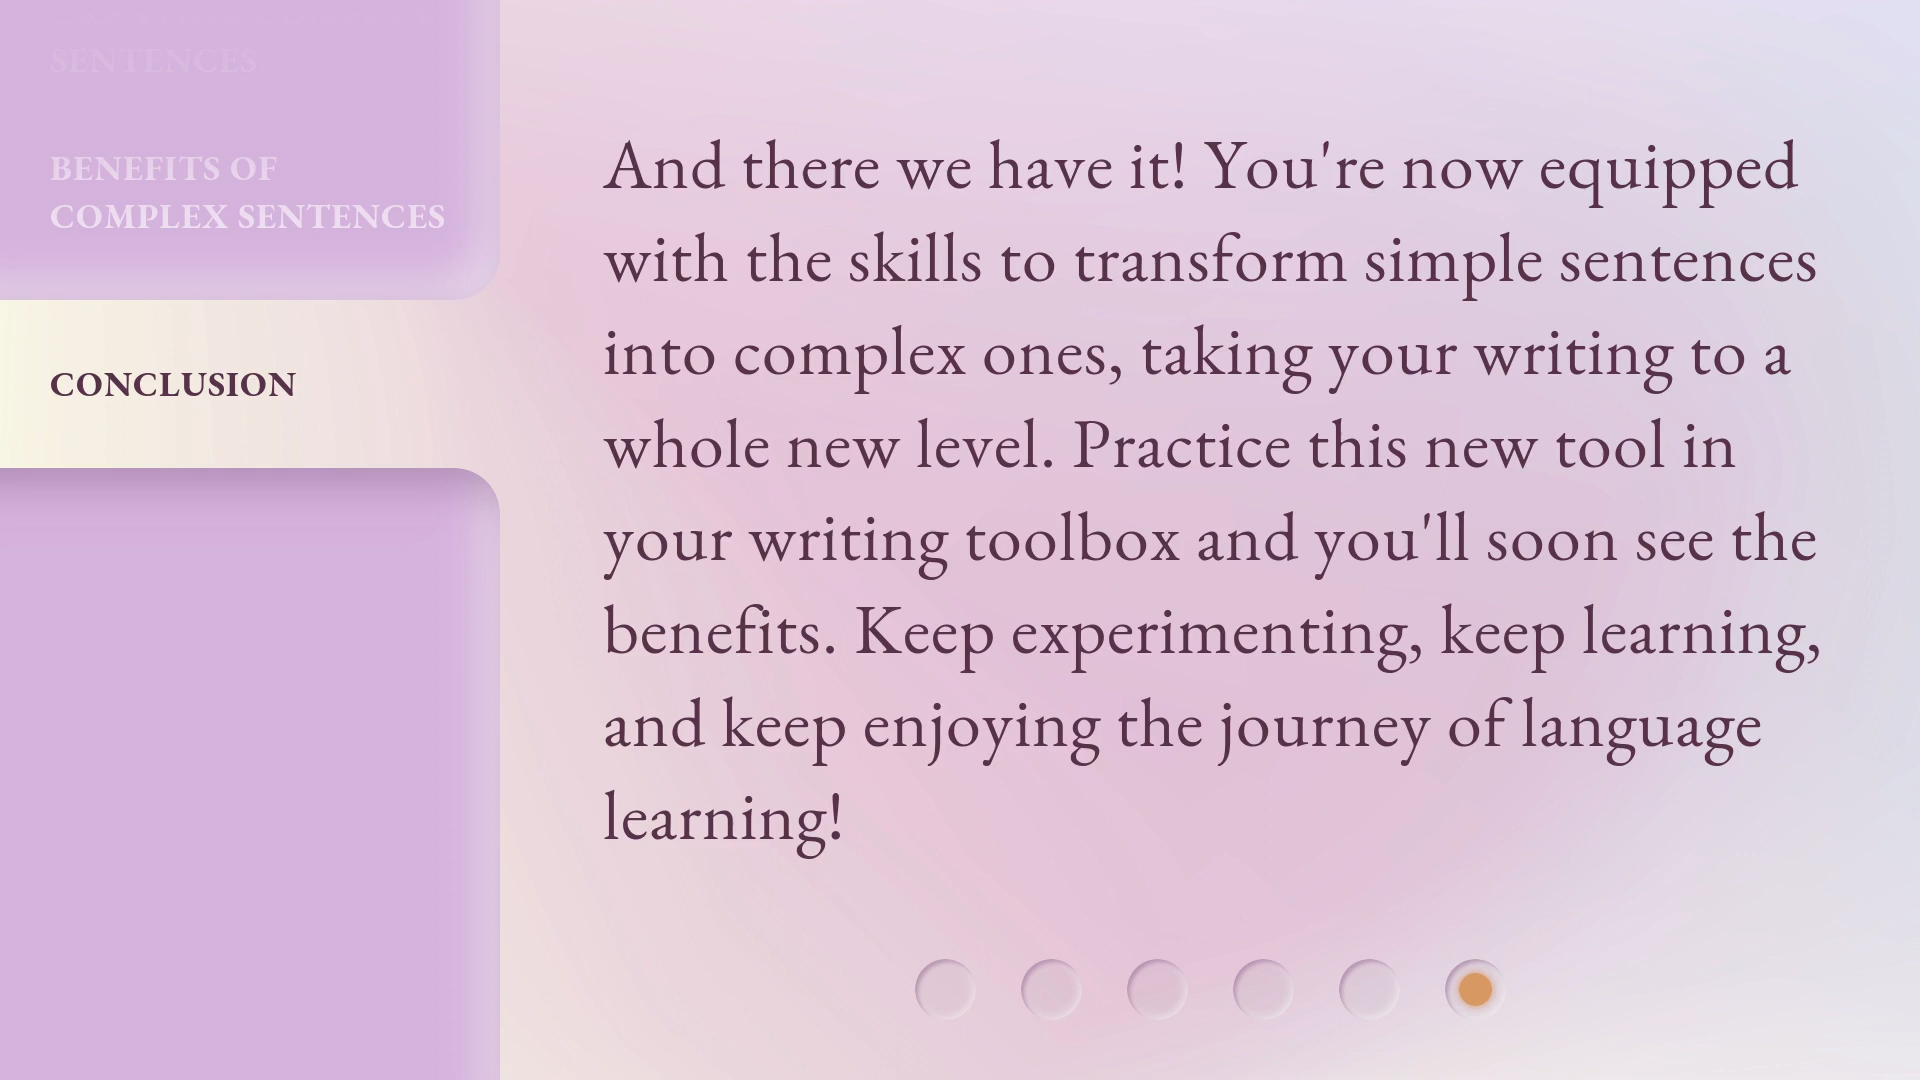 SENTENCES
BENEFITS OF
COMPLEX SENTENCES
CONCLUSION
And there we have it! You're now equipped
with the skills to transform simple sentences
into complex ones, taking your writing to a
whole new level. Practice this new tool in
your writing toolbox and you'll soon see the
benefits. Keep experimenting, keep learning,
and keep enjoying the journey of language
learning!